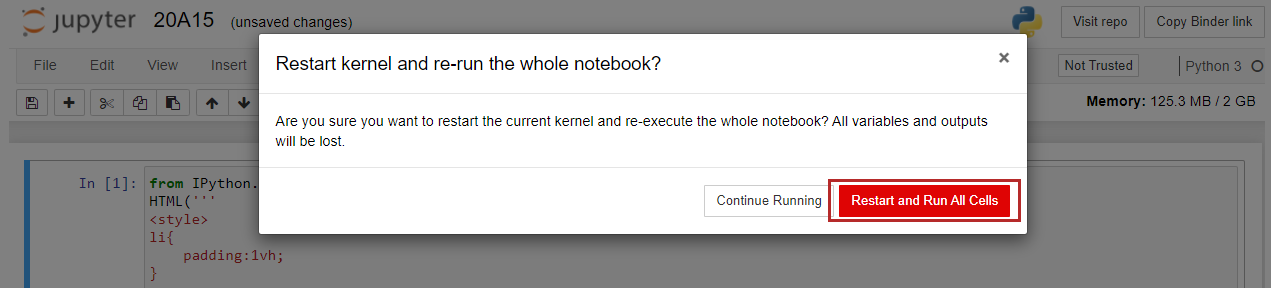 jupyter 20A15 (unsaved changes) Visit repo Copy Binder link
File Edit View Insert Not Trusted Python 3
Memory: 125.3 MB / 2 GB
Restart kernel and re-run the whole notebook? ×
Are you sure you want to restart the current kernel and re-execute the whole notebook? All variables and outputs
will be lost.
Continue Running Restart and Run All Cells
In [1]: from IPython.
HTML('''
<style>
li{
padding:1vh;
}